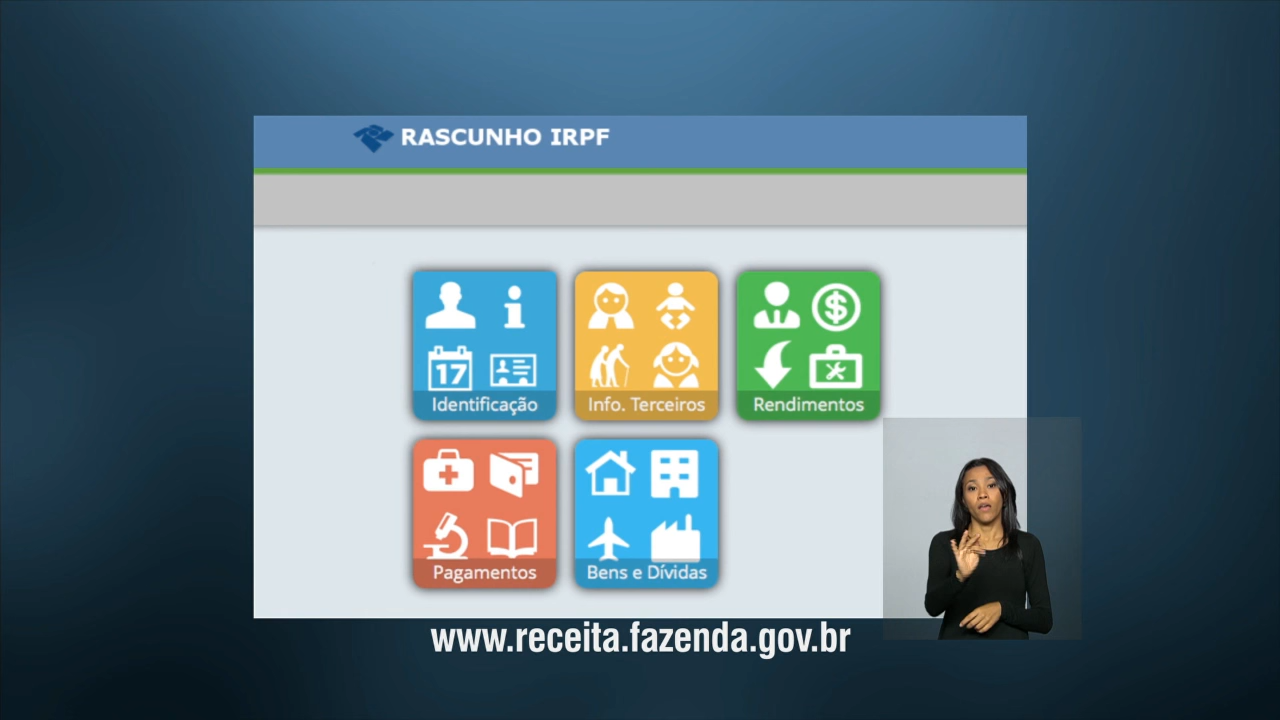 RASCUNHO IRPF
17
Identificação
Info. Terceiros
$
Rendimentos
Pagamentos
Bens e Dívidas
www.receita.fazenda.gov.br